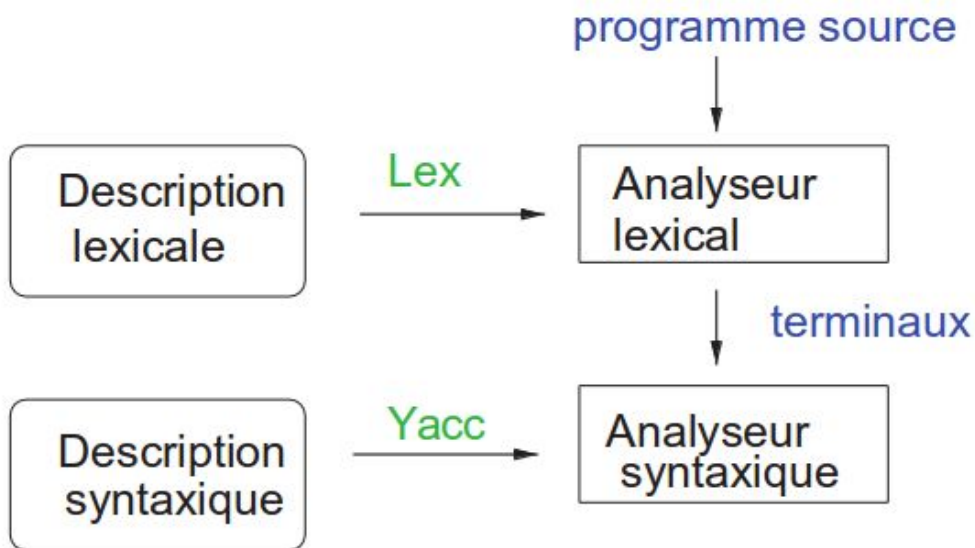 programme source
Description
lexicale
Lex
Analyseur
lexical
terminaux
Description
syntaxique
Yacc
Analyseur
syntaxique